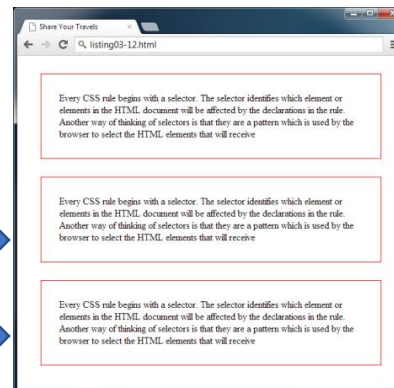 Share Your Travels
listing03-12.html
Every CSS rule begins with a selector. The selector identifies which element or
elements in the HTML document will be affected by the declarations in the rule.
Another way of thinking of selectors is that they are a pattern which is used by the
browser to select the HTML elements that will receive
Every CSS rule begins with a selector. The selector identifies which element or
elements in the HTML document will be affected by the declarations in the rule.
Another way of thinking of selectors is that they are a pattern which is used by the
browser to select the HTML elements that will receive
Every CSS rule begins with a selector. The selector identifies which element or
elements in the HTML document will be affected by the declarations in the rule.
Another way of thinking of selectors is that they are a pattern which is used by the
browser to select the HTML elements that will receive